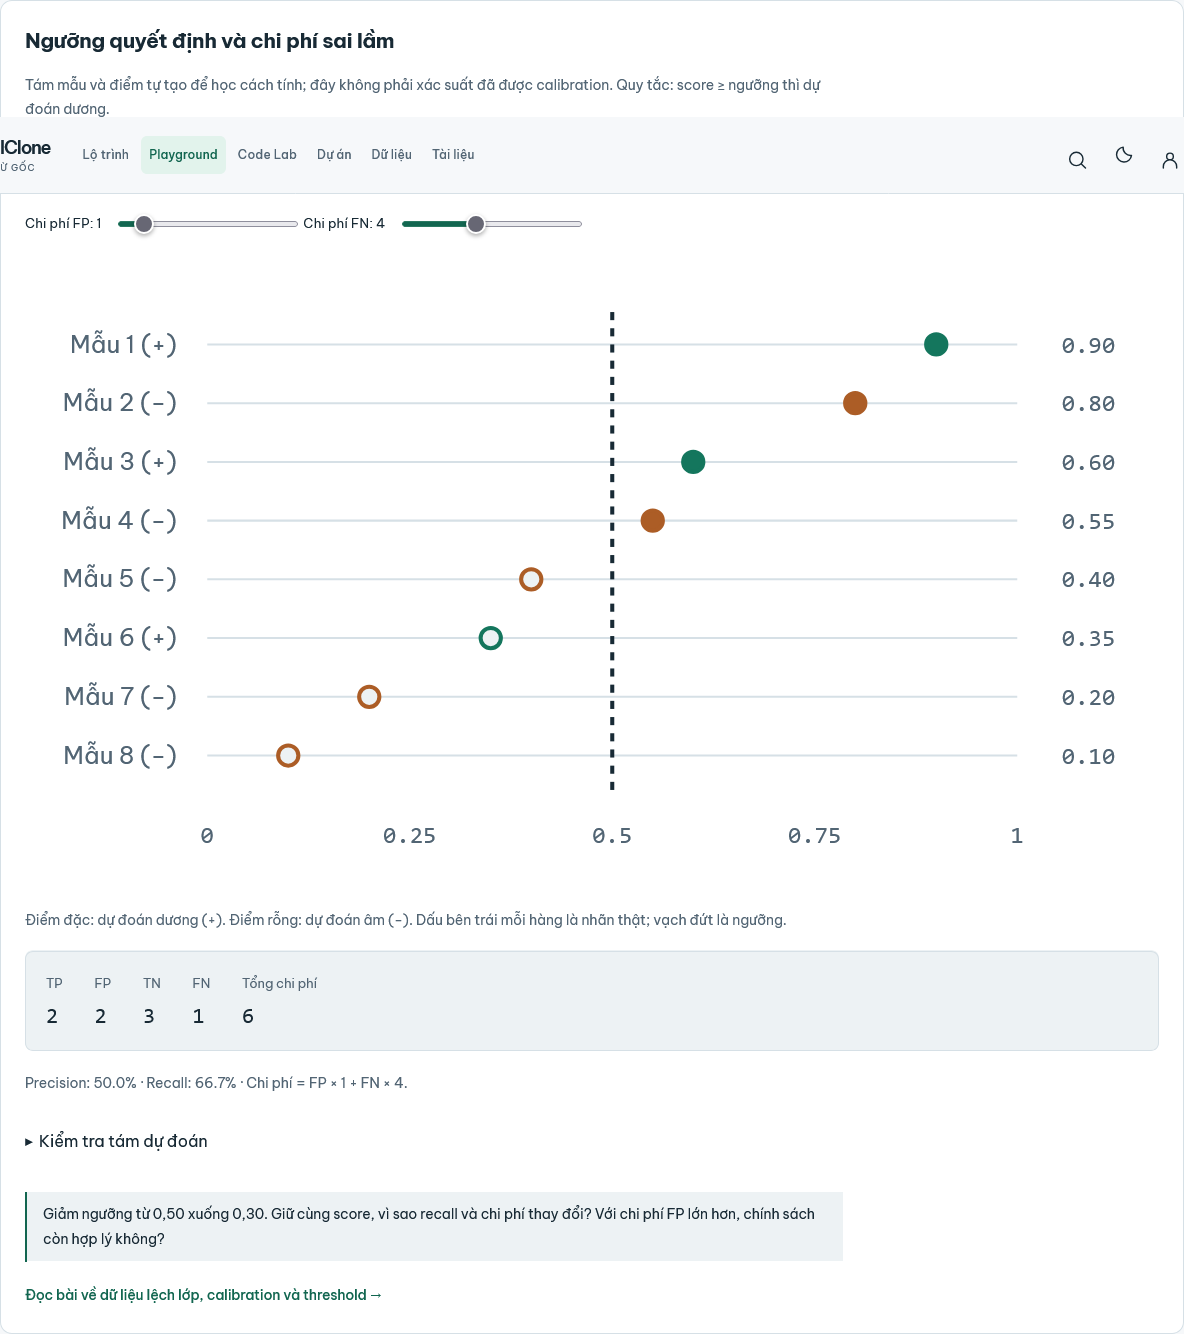 Ngưỡng quyết định và chi phí sai lầm
Tám mẫu và điểm tự tạo để học cách tính; đây không phải xác suất đã được calibration. Quy tắc: score ≥ ngưỡng thì dự
đoán dương.
IClone
Lộ trình Playground Code Lab Dự án Dữ liệu Tài liệu
Ừ GỐC
Chi phí FP: 1 Chi phí FN: 4
Mẫu 1 (+) 0.90
Mẫu 2 (−) 0.80
Mẫu 3 (+) 0.60
Mẫu 4 (−) 0.55
Mẫu 5 (−) 0.40
Mẫu 6 (+) 0.35
Mẫu 7 (−) 0.20
Mẫu 8 (−) 0.10
0 0.25 0.5 0.75 1
Điểm đặc: dự đoán dương (+). Điểm rỗng: dự đoán âm (−). Dấu bên trái mỗi hàng là nhãn thật; vạch đứt là ngưỡng.
TP FP TN FN Tổng chi phí
2 2 3 1 6
Precision: 50.0% · Recall: 66.7% · Chi phí = FP × 1 + FN × 4.
▸ Kiểm tra tám dự đoán
Giảm ngưỡng từ 0,50 xuống 0,30. Giữ cùng score, vì sao recall và chi phí thay đổi? Với chi phí FP lớn hơn, chính sách
còn hợp lý không?
Đọc bài về dữ liệu lệch lớp, calibration và threshold →